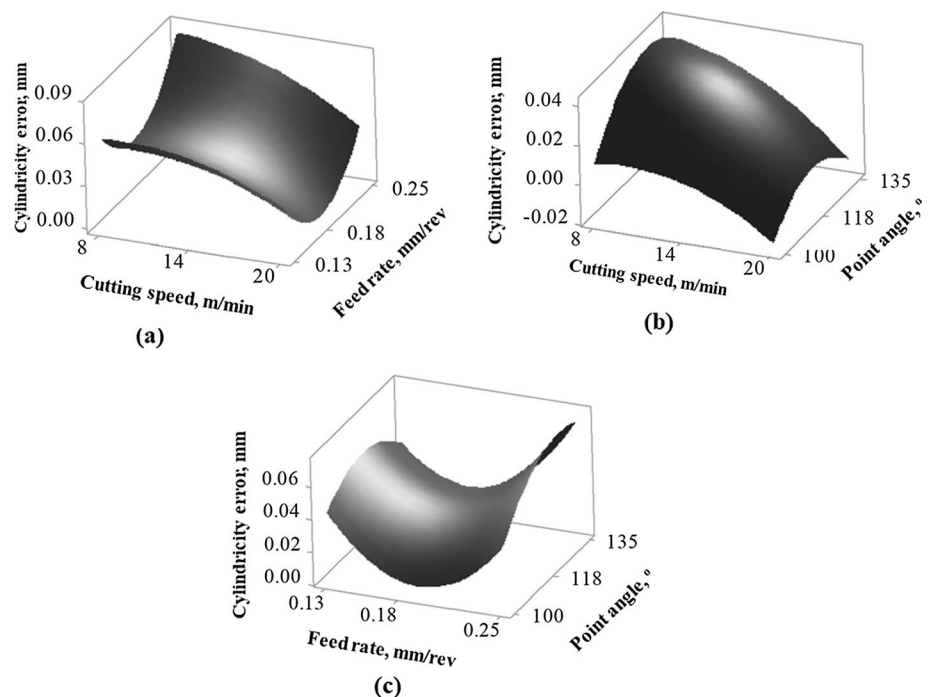 Cylindricity error, mm
0.09
0.06
0.03
0.00
8
14
20
Cutting speed, m/min
0.13
0.18
0.25
Feed rate, mm/rev
(a)
Cylindricity error, mm
0.04
0.02
0.00
-0.02
8
14
20
Cutting speed, m/min
100
118
135
Point angle, º
(b)
Cylindricity error, mm
0.06
0.04
0.02
0.00
0.13
0.18
0.25
Feed rate, mm/rev
100
118
135
Point angle, º
(c)